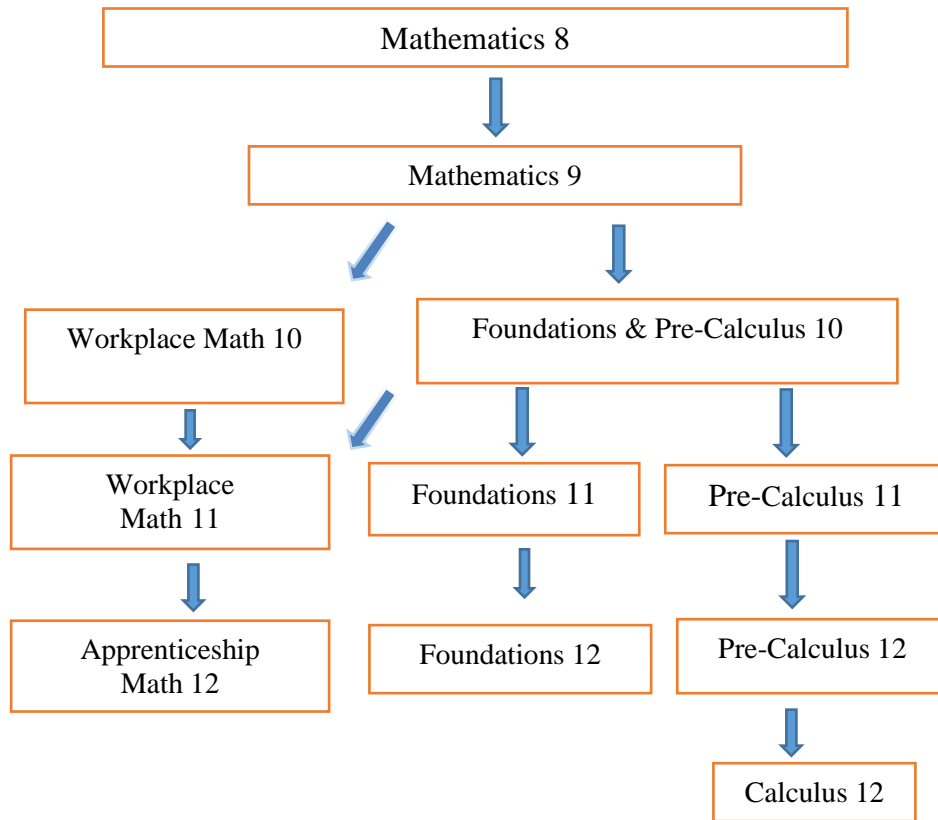 Mathematics 8
Mathematics 9
Workplace Math 10
Foundations & Pre-Calculus 10
Workplace
Math 11
Foundations 11
Pre-Calculus 11
Apprenticeship
Math 12
Foundations 12
Pre-Calculus 12
Calculus 12